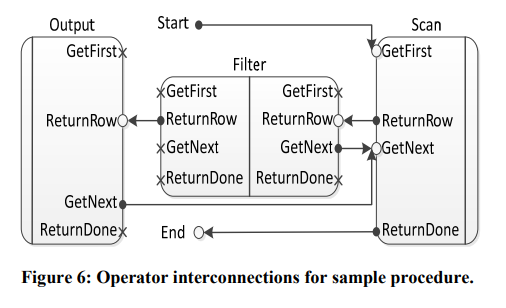 Output
Start
Scan
GetFirst
GetFirst
Filter
GetFirst
GetFirst
ReturnRow
ReturnRow
ReturnRow
ReturnRow
GetNext
GetNext
GetNext
ReturnDone
ReturnDone
GetNext
ReturnDone
End
ReturnDone
Figure 6: Operator interconnections for sample procedure.